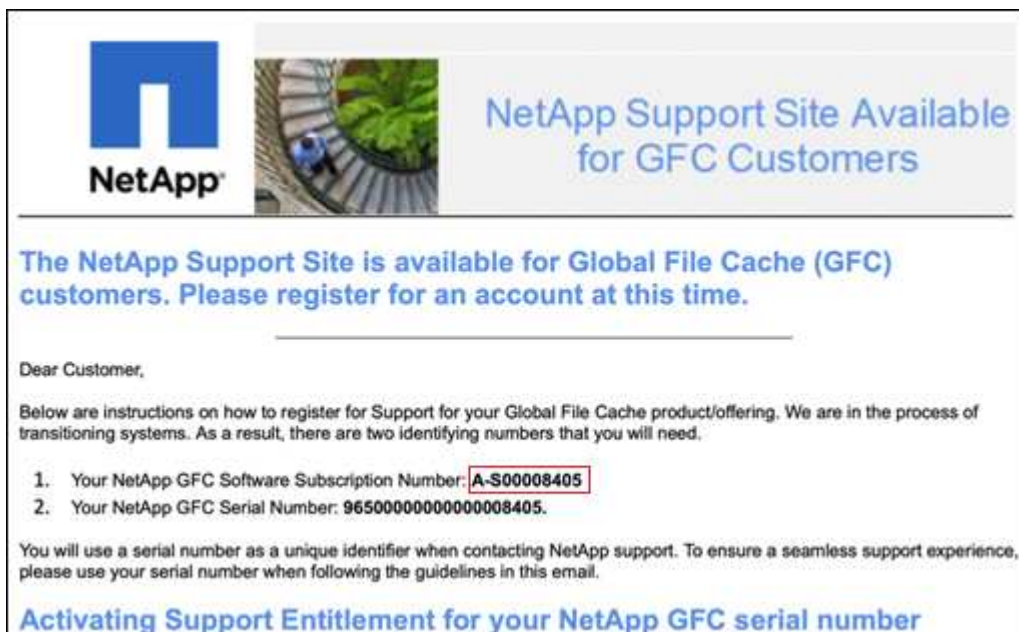 NetApp
NetApp Support Site Available
for GFC Customers
The NetApp Support Site is available for Global File Cache (GFC)
customers. Please register for an account at this time.
Dear Customer,
Below are instructions on how to register for Support for your Global File Cache product/offering. We are in the process of
transitioning systems. As a result, there are two identifying numbers that you will need.
1. Your NetApp GFC Software Subscription Number: A-S00008405
2. Your NetApp GFC Serial Number: 96500000000000008405.
You will use a serial number as a unique identifier when contacting NetApp support. To ensure a seamless support experience,
please use your serial number when following the guidelines in this email.
Activating Support Entitlement for your NetApp GFC serial number